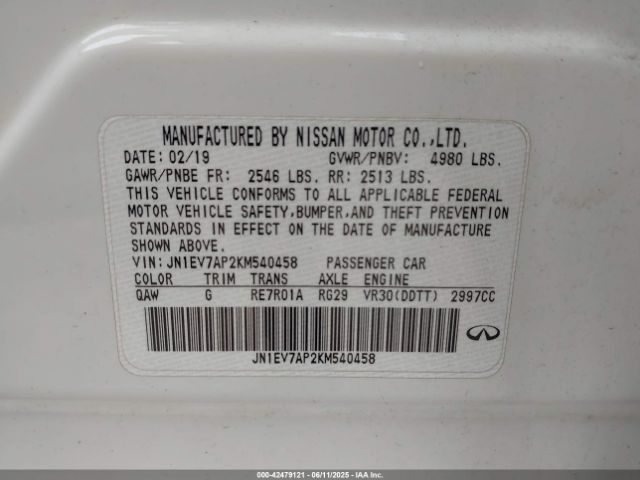 MANUFACTURED BY NISSAN MOTOR CO.,LTD.
DATE: 02/19 GVWR/PNBV: 4980 LBS.
GAWR/PNBE FR: 2546 LBS. RR: 2513 LBS.
THIS VEHICLE CONFORMS TO ALL APPLICABLE FEDERAL
MOTOR VEHICLE SAFETY,BUMPER,AND THEFT PREVENTION
STANDARDS IN EFFECT ON THE DATE OF MANUFACTURE
SHOWN ABOVE.
VIN: JN1EV7AP2KM540458 PASSENGER CAR
COLOR TRIM TRANS AXLE ENGINE
QAW G RE7R01A RG29 VR30(DDTT) 2997CC
JN1EV7AP2KM540458
INFINITI
000-42479121 - 06/11/2025 - COPYRIGHT IAA